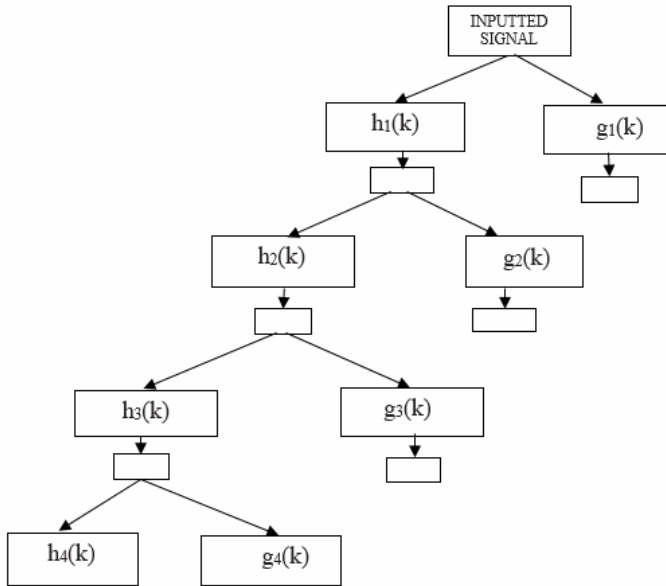 INPUTTED
SIGNAL
h1(k)
g1(k)
h2(k)
g2(k)
h3(k)
g3(k)
h4(k)
g4(k)